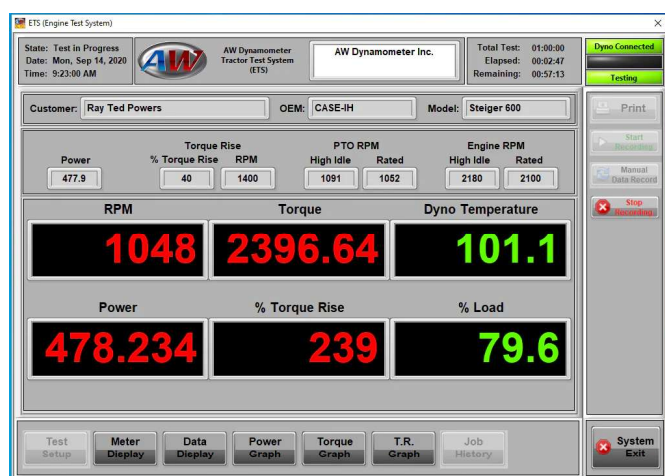 ETS (Engine Test System)
State: Test in Progress
Date: Mon, Sep 14, 2020
Time: 9:23:00 AM
AW
AW Dynamometer
Tractor Test System
(ETS)
AW Dynamometer Inc.
Total Test: 01:00:00
Elapsed: 00:02:47
Remaining: 00:57:13
Dyno Connected
Testing
Customer: Ray Ted Powers OEM: CASE-IH Model: Steiger 600
Print
Start
Recording
Manual
Data Record
Stop
Recording
Torque Rise PTO RPM Engine RPM
Power % Torque Rise RPM High Idle Rated High Idle Rated
477.9 40 1400 1091 1052 2180 2100
RPM Torque Dyno Temperature
1048 2396.64 101.1
Power % Torque Rise % Load
478.234 239 79.6
Test
Setup
Meter
Display
Data
Display
Power
Graph
Torque
Graph
T.R.
Graph
Job
History
System
Exit